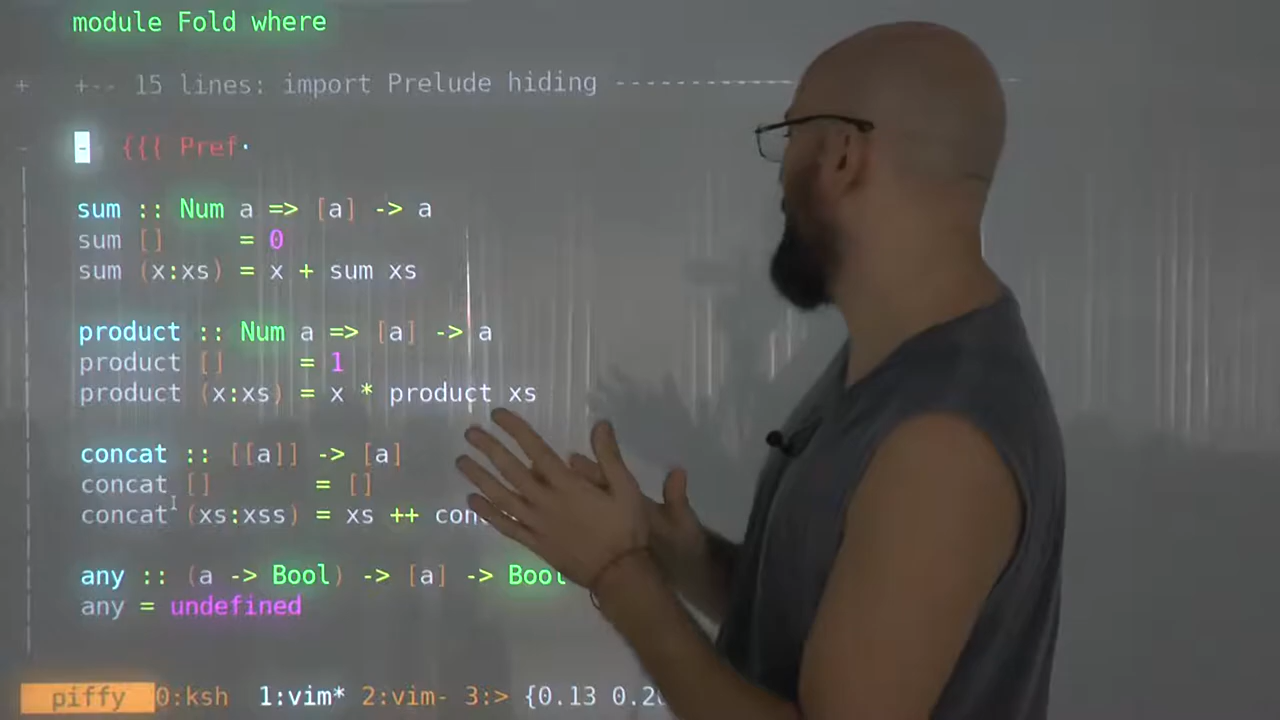 module Fold where
+ +-- 15 lines: import Prelude hiding ----------------
- - {{{ Pref·
sum :: Num a => [a] -> a
sum [] = 0
sum (x:xs) = x + sum xs
product :: Num a => [a] -> a
product [] = 1
product (x:xs) = x * product xs
concat :: [[a]] -> [a]
concat [] = []
concat (xs:xss) = xs ++
any :: (a -> Bool) -> [a] -> Bool
any = undefined
piffy 0:ksh 1:vim* 2:vim- 3:> {0.13